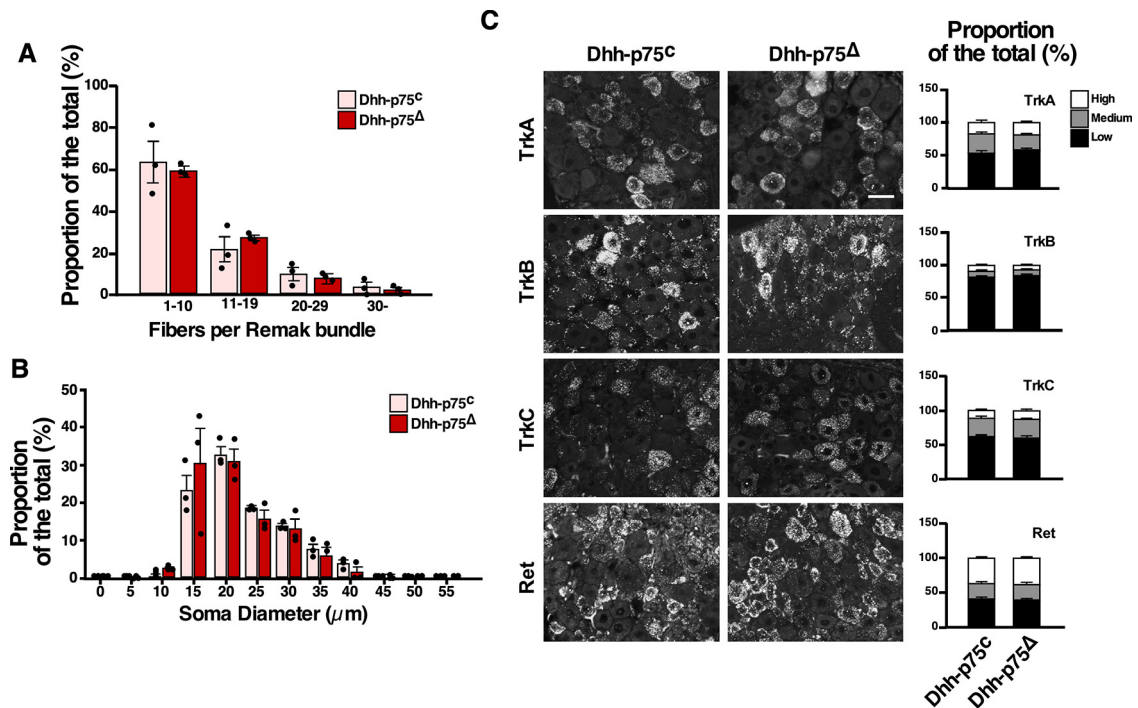 A
Proportion of the total (%)
100
80
60
40
20
0
Dhh-p75c
Dhh-p75Δ
1-10
11-19
20-29
30-
Fibers per Remak bundle
B
Proportion
of the total (%)
50
40
30
20
10
0
Dhh-p75c
Dhh-p75Δ
0
5
10
15
20
25
30
35
40
45
50
55
Soma Diameter (μm)
C
Dhh-p75c
Dhh-p75Δ
Proportion
of the total (%)
TrkA
150
100
50
0
TrkA
High
Medium
Low
TrkB
150
100
50
0
TrkB
TrkC
150
100
50
0
TrkC
Ret
150
100
50
0
Ret
Dhh-p75c
Dhh-p75Δ